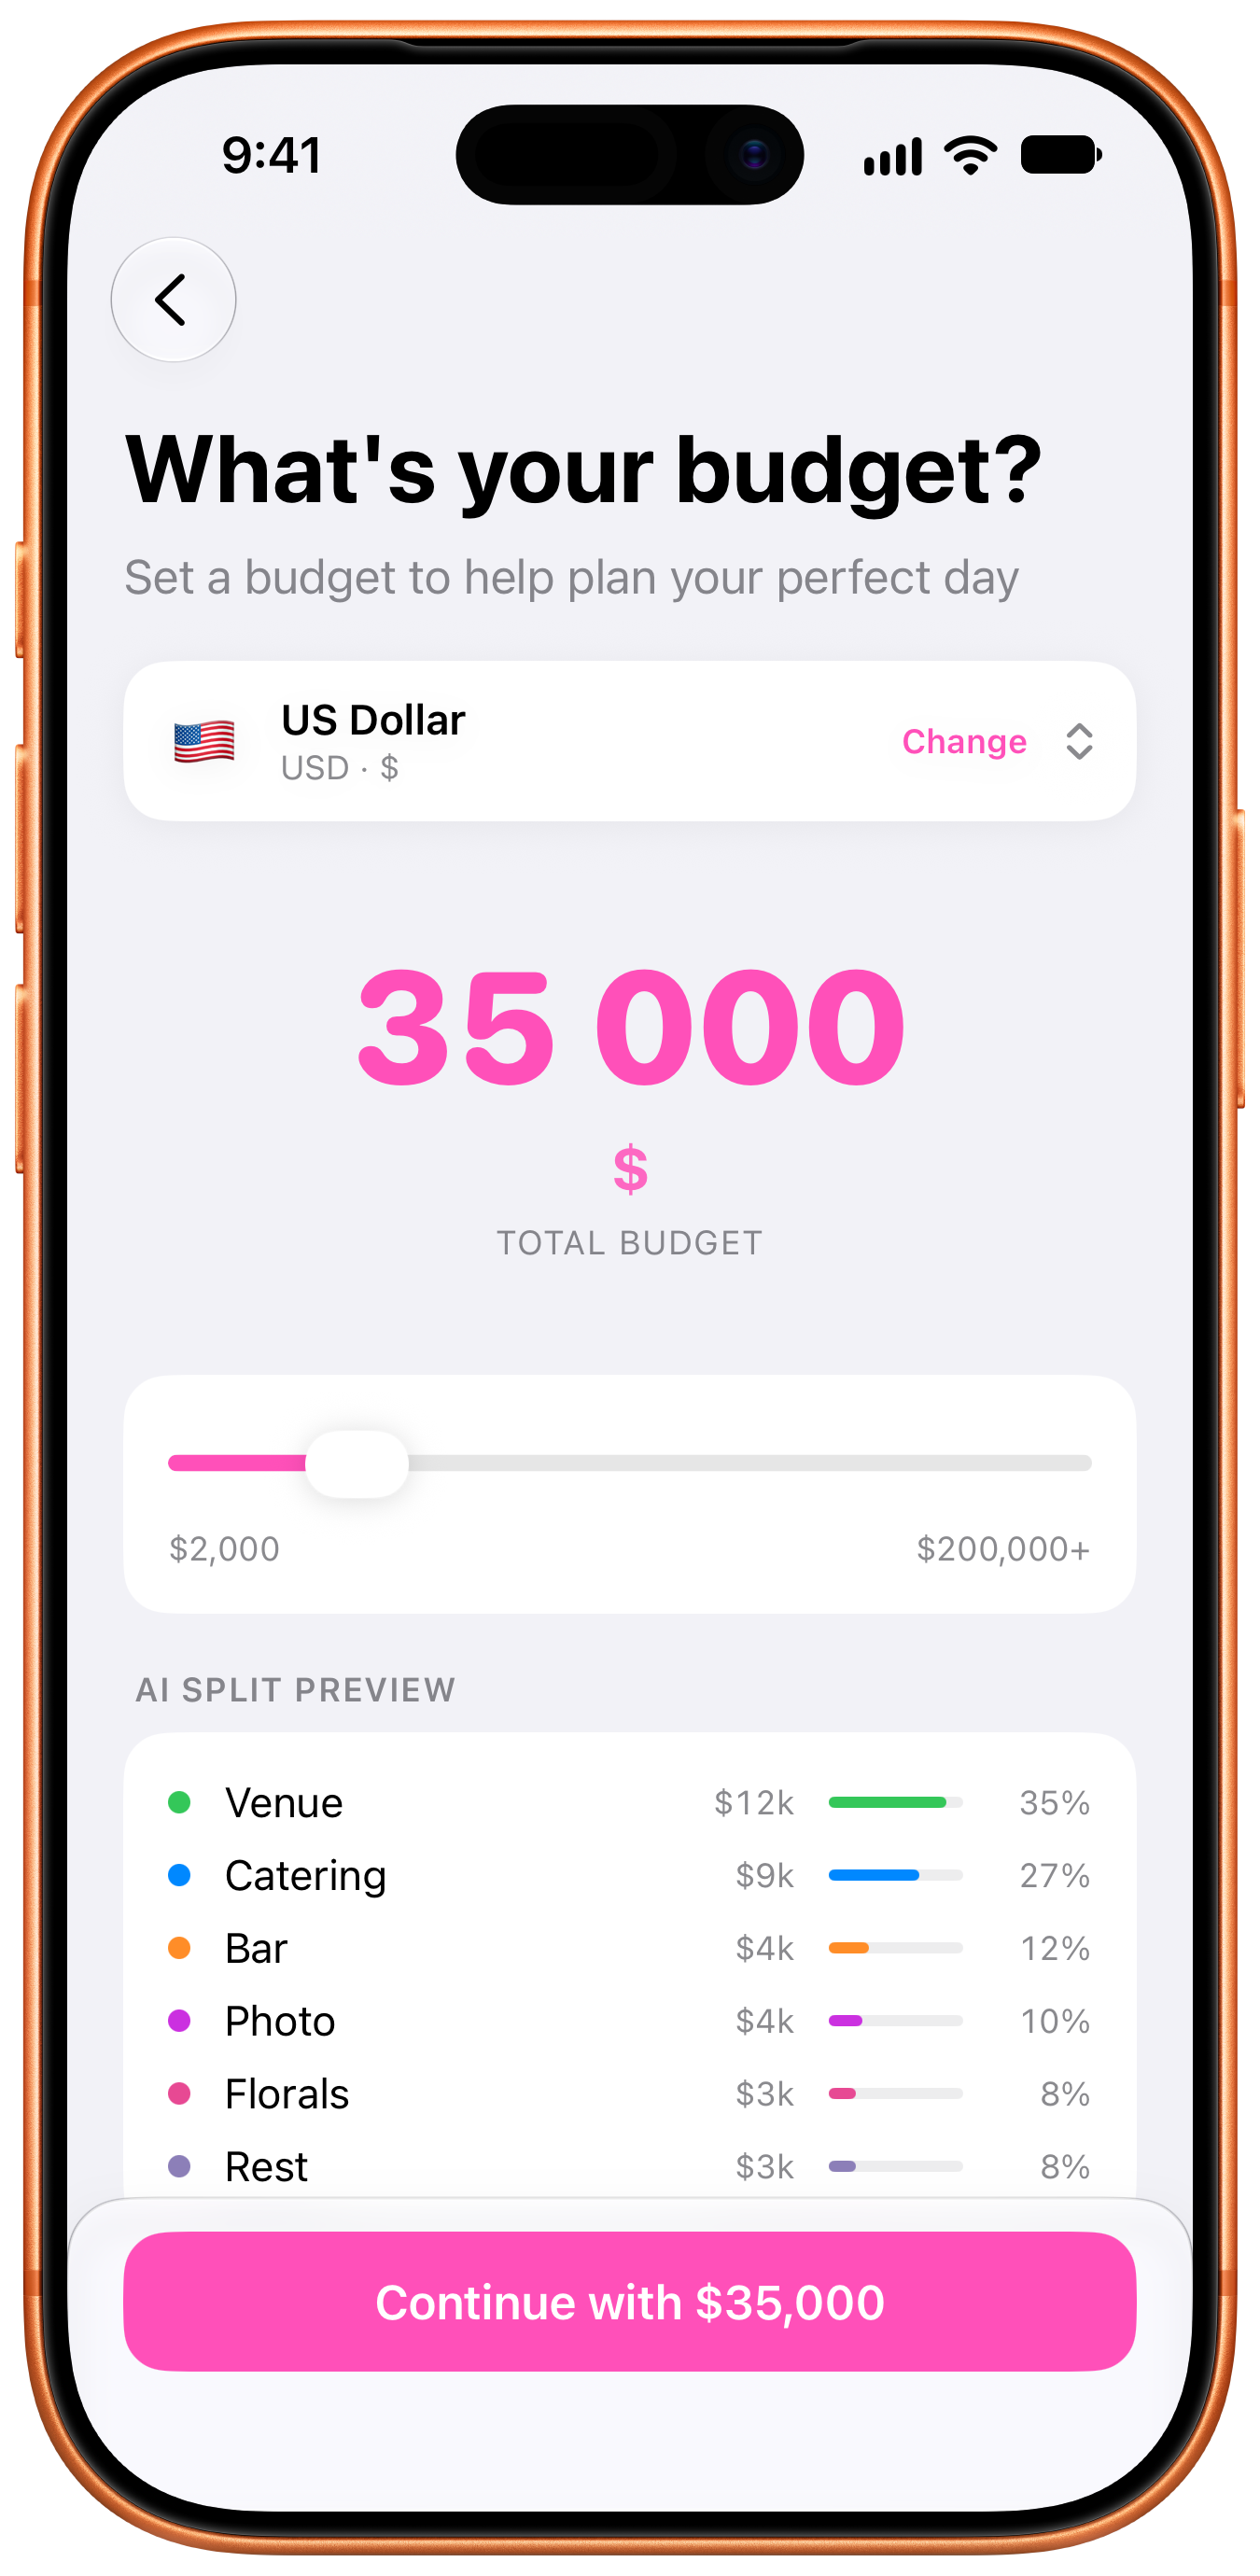 9:41
What's your budget?
Set a budget to help plan your perfect day
US Dollar
USD · $
Change
35 000
$
TOTAL BUDGET
$2,000 $200,000+
AI SPLIT PREVIEW
Venue $12k 35%
Catering $9k 27%
Bar $4k 12%
Photo $4k 10%
Florals $3k 8%
Rest $3k 8%
Continue with $35,000